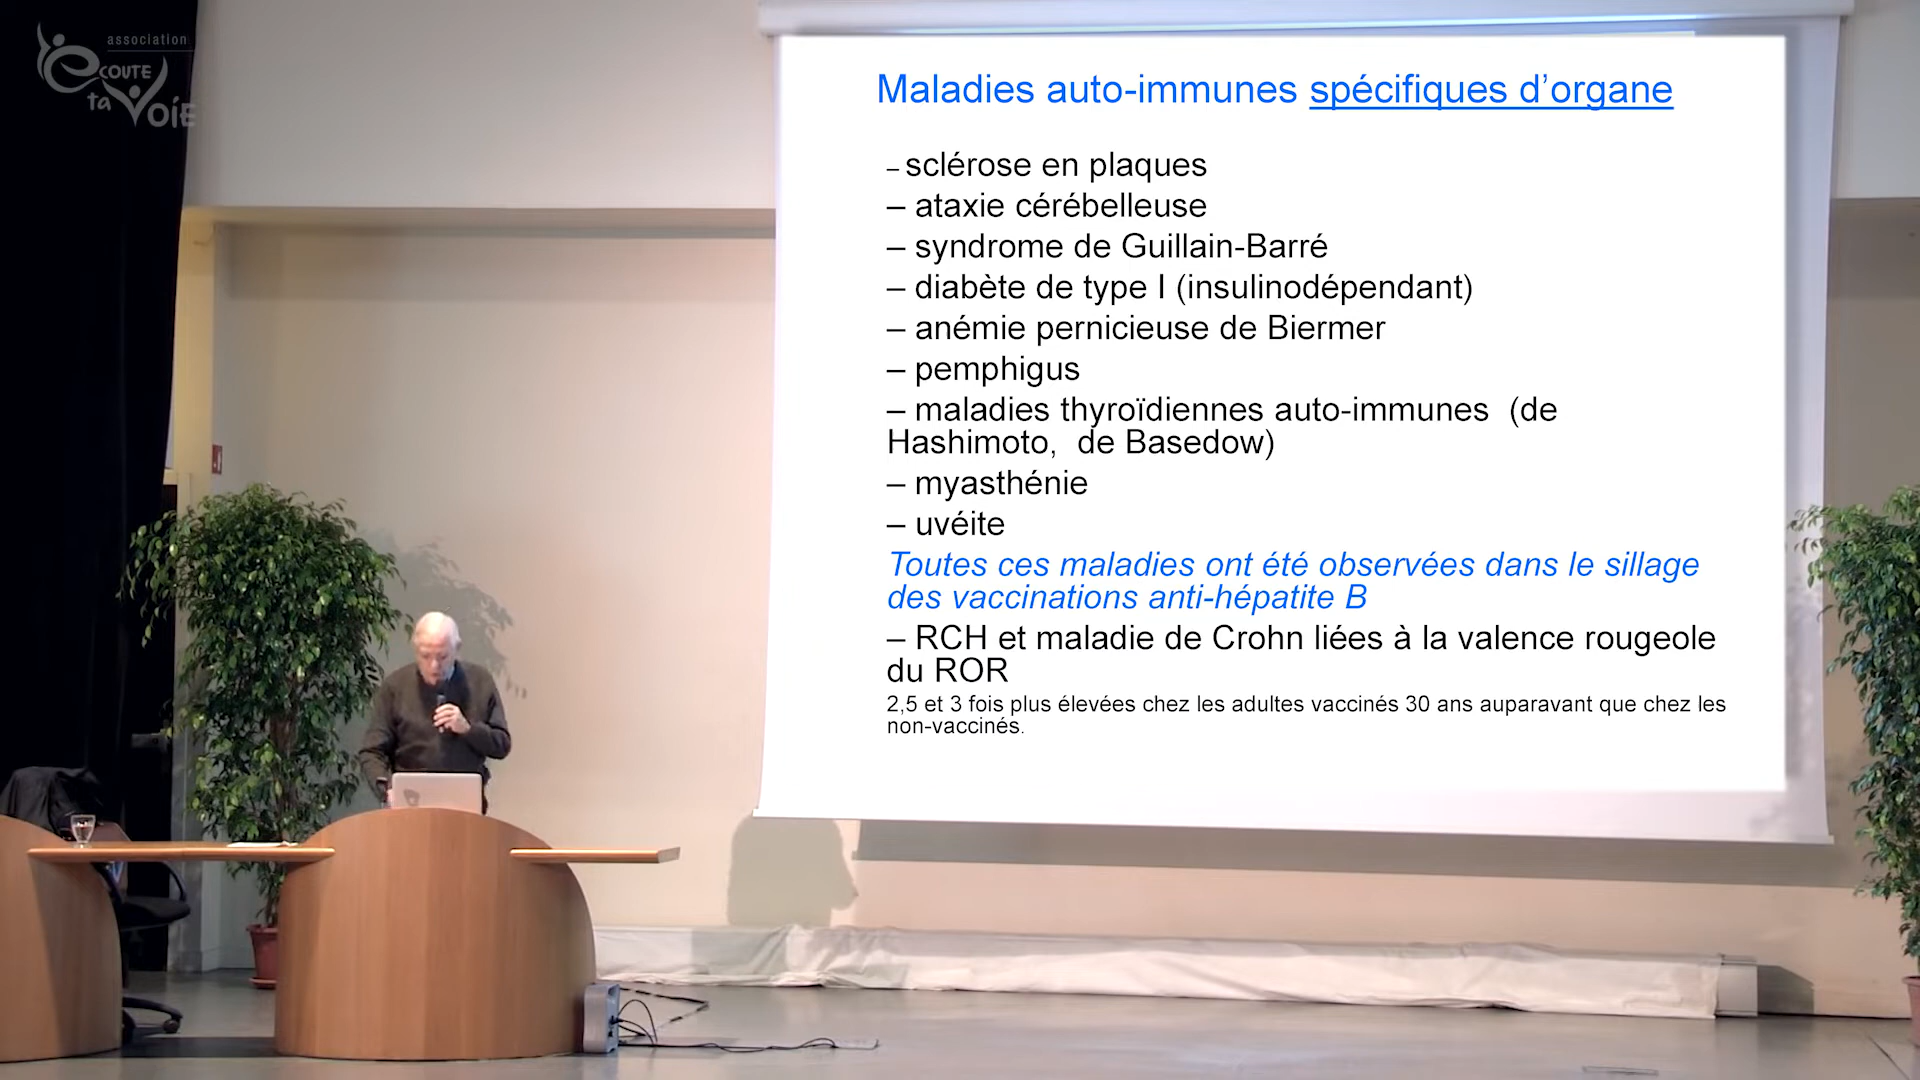 association
écoute
ta Voie
Maladies auto-immunes spécifiques d’organe
– sclérose en plaques
– ataxie cérébelleuse
– syndrome de Guillain-Barré
– diabète de type I (insulinodépendant)
– anémie pernicieuse de Biermer
– pemphigus
– maladies thyroïdiennes auto-immunes (de
Hashimoto, de Basedow)
– myasthénie
– uvéite
Toutes ces maladies ont été observées dans le sillage
des vaccinations anti-hépatite B
– RCH et maladie de Crohn liées à la valence rougeole
du ROR
2,5 et 3 fois plus élevées chez les adultes vaccinés 30 ans auparavant que chez les
non-vaccinés.